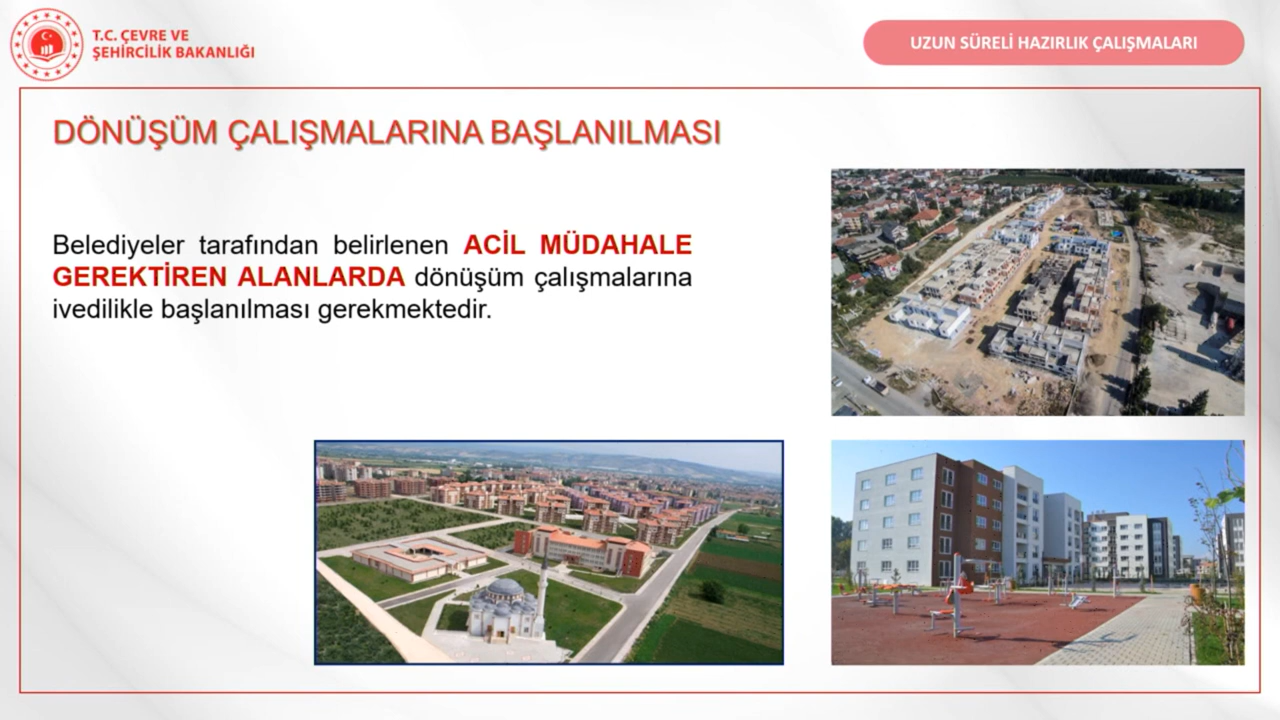 T.C. ÇEVRE VE
ŞEHİRCİLİK BAKANLIĞI
UZUN SÜRELİ HAZIRLIK ÇALIŞMALARI
DÖNÜŞÜM ÇALIŞMALARINA BAŞLANILMASI
Belediyeler tarafından belirlenen ACİL MÜDAHALE
GEREKTİREN ALANLARDA dönüşüm çalışmalarına
ivedilikle başlanılması gerekmektedir.